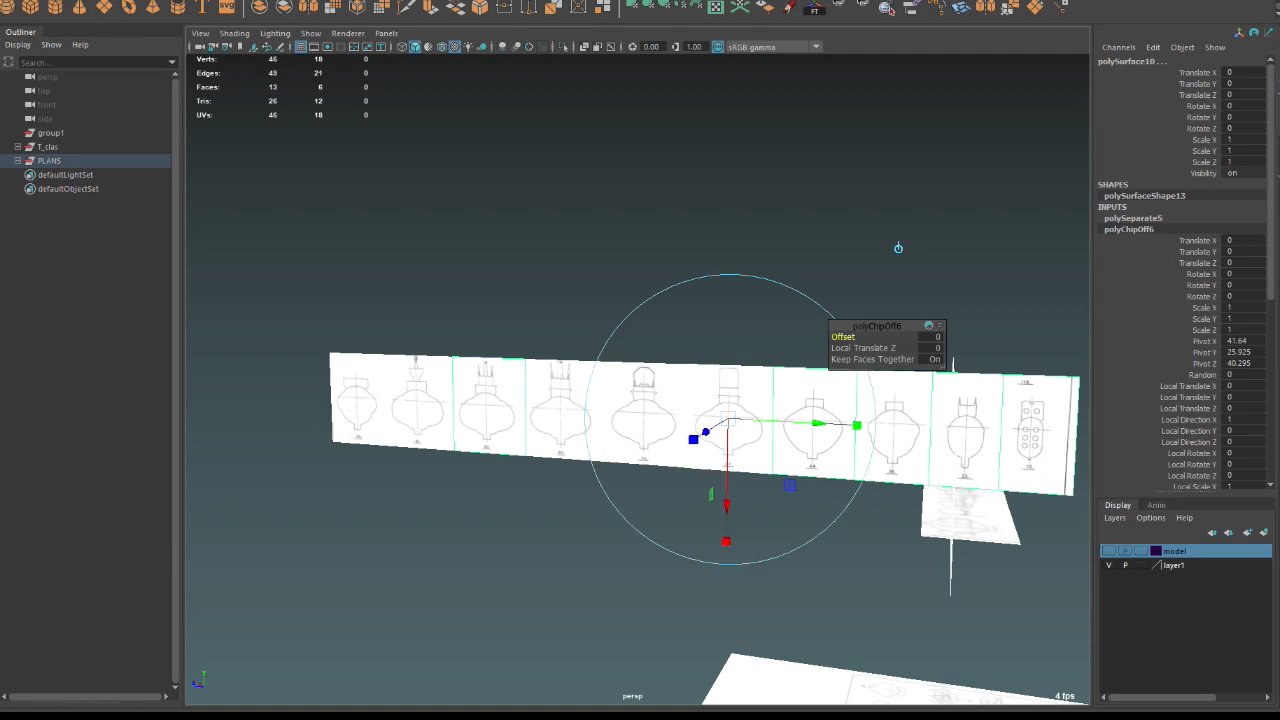 SVG
FT
Outliner
Display Show Help
Search...
persp
top
front
side
group1
T_clas
PLANS
defaultLightSet
defaultObjectSet
View Shading Lighting Show Renderer Panels
0.00 1.00 sRGB gamma
Verts: 46 18 0
Edges: 49 21 0
Faces: 13 6 0
Tris: 26 12 0
UVs: 46 18 0
polyChipOff6
Offset 0
Local Translate Z 0
Keep Faces Together On
persp
4 fps
Channels Edit Object Show
polySurface10 ...
Translate X 0
Translate Y 0
Translate Z 0
Rotate X 0
Rotate Y 0
Rotate Z 0
Scale X 1
Scale Y 1
Scale Z 1
Visibility on
SHAPES
polySurfaceShape13
INPUTS
polySeparate5
polyChipOff6
Translate X 0
Translate Y 0
Translate Z 0
Rotate X 0
Rotate Y 0
Rotate Z 0
Scale X 1
Scale Y 1
Scale Z 1
Pivot X 41.64
Pivot Y 25.925
Pivot Z 40.295
Random 0
Local Translate X 0
Local Translate Y 0
Local Translate Z 0
Local Direction X 1
Local Direction Y 0
Local Direction Z 0
Local Rotate X 0
Local Rotate Y 0
Local Rotate Z 0
Local Scale X 1
Display Anim
Layers Options Help
P model
V P layer1